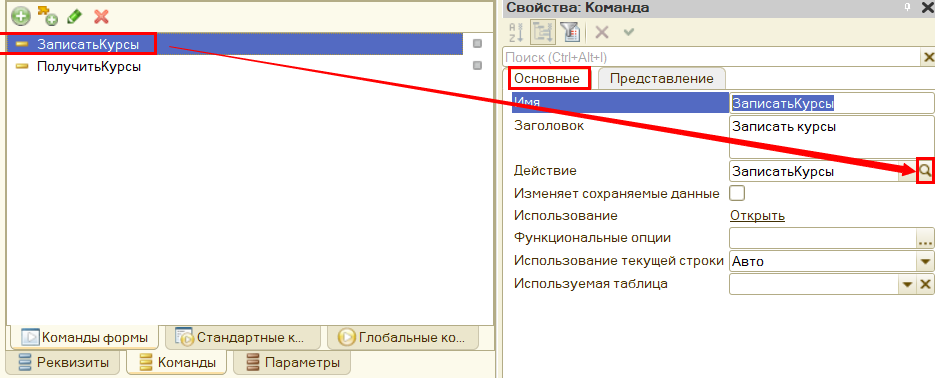 ЗаписатьКурсы
ПолучитьКурсы
Команды формы
Стандартные к...
Глобальные ко...
Реквизиты
Команды
Параметры
Свойства: Команда
Поиск (Ctrl+Alt+I)
Основные
Представление
Имя
ЗаписатьКурсы
Заголовок
Записать курсы
Действие
ЗаписатьКурсы
Изменяет сохраняемые данные
Использование
Открыть
Функциональные опции
...
Использование текущей строки
Авто
Используемая таблица